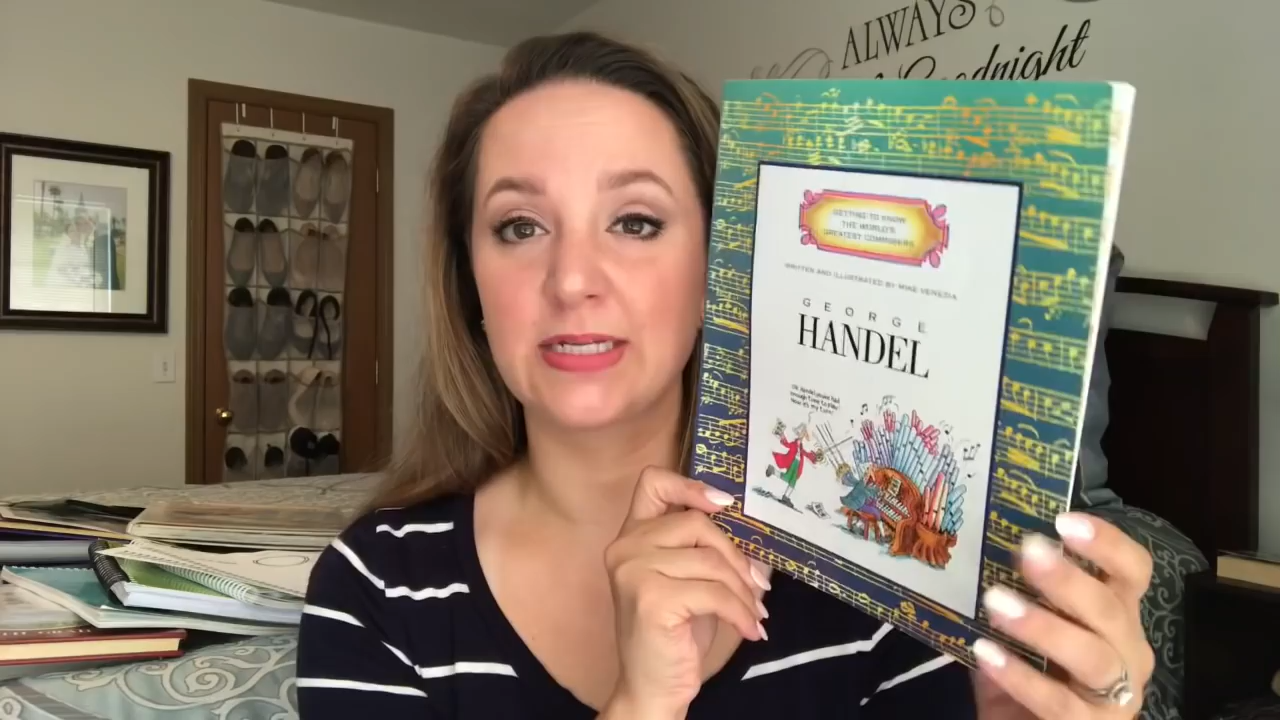 ALWAYS
Goodnight
GETTING TO KNOW
THE WORLD'S
GREATEST COMPOSERS
WRITTEN AND ILLUSTRATED BY MIKE VENEZIA
GEORGE
HANDEL